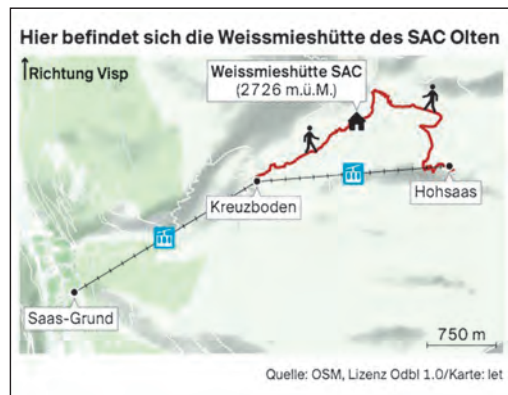 Hier befindet sich die Weissmieshütte des SAC Olten
Richtung Visp
Weissmieshütte SAC
(2726 m.ü.M.)
Hohsaas
Kreuzboden
Saas-Grund
750 m
Quelle: OSM, Lizenz Odbl 1.0/Karte: let